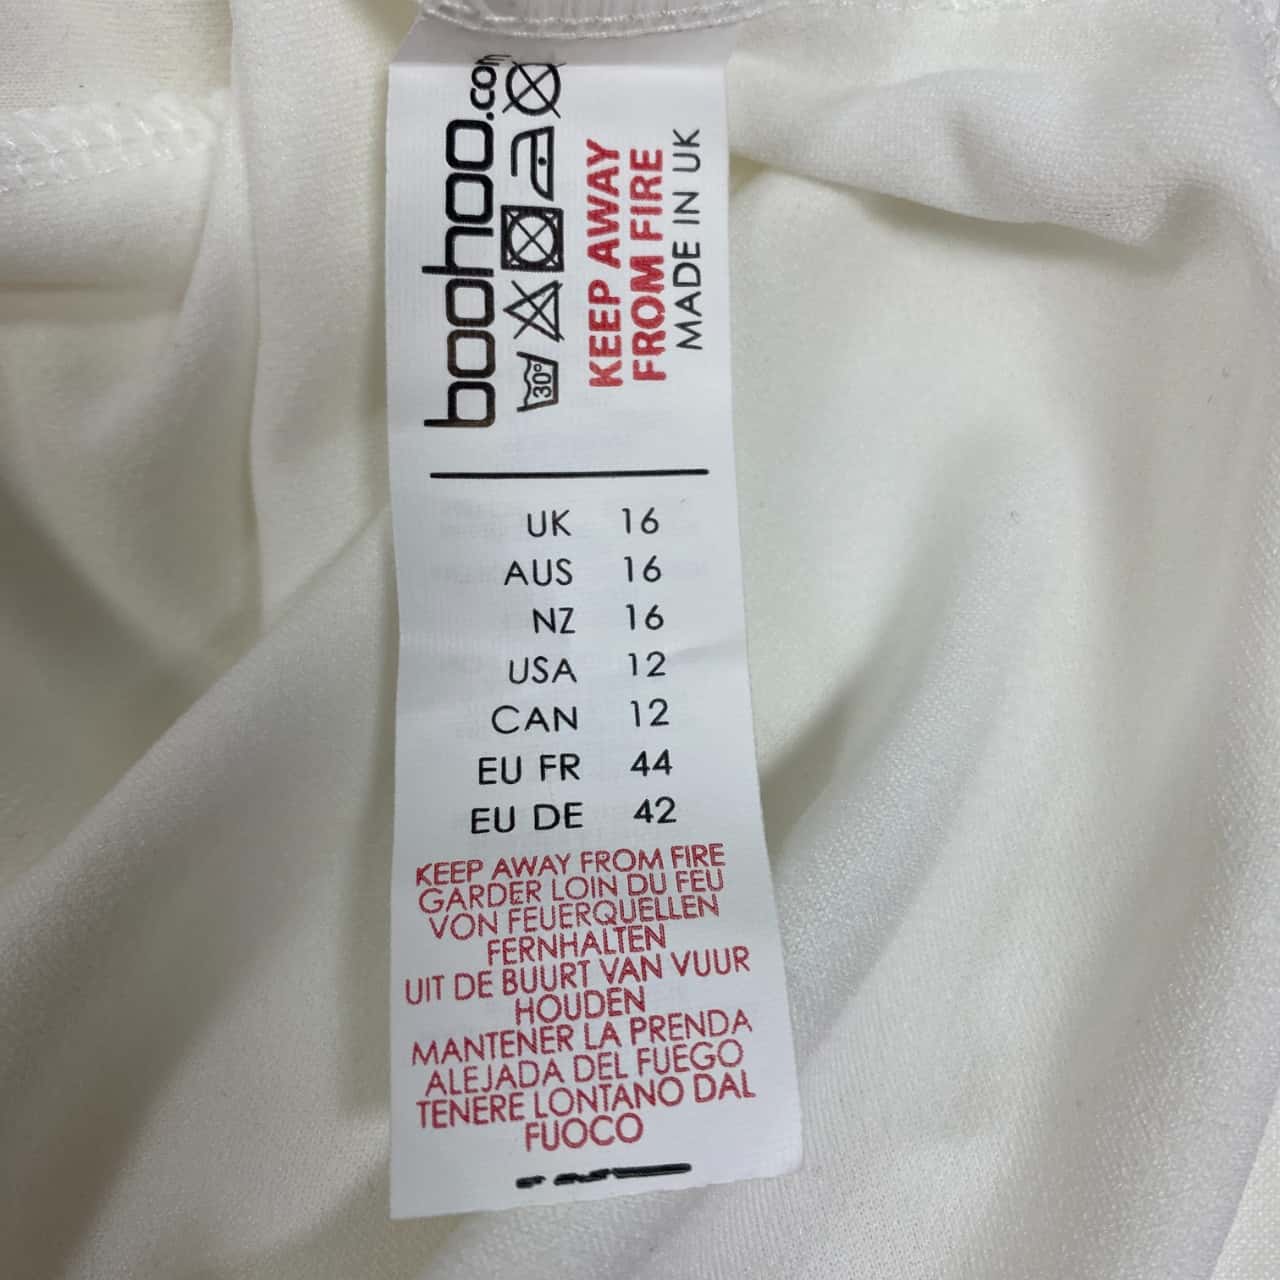 boohoo.com
30°
KEEP AWAY
FROM FIRE
MADE IN UK
UK 16
AUS 16
NZ 16
USA 12
CAN 12
EU FR 44
EU DE 42
KEEP AWAY FROM FIRE
GARDER LOIN DU FEU
VON FEUERQUELLEN
FERNHALTEN
UIT DE BUURT VAN VUUR
HOUDEN
MANTENER LA PRENDA
ALEJADA DEL FUEGO
TENERE LONTANO DAL
FUOCO